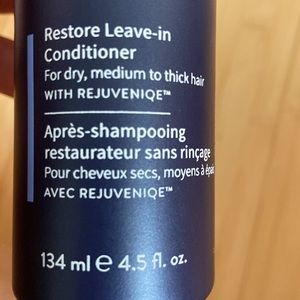 Restore Leave-in
Conditioner
For dry, medium to thick hair
WITH REJUVENIQE™
Après-shampooing
restaurateur sans rinçage
Pour cheveux secs, moyens à épais
AVEC REJUVENIQE™
134 ml ℮ 4.5 fl. oz.